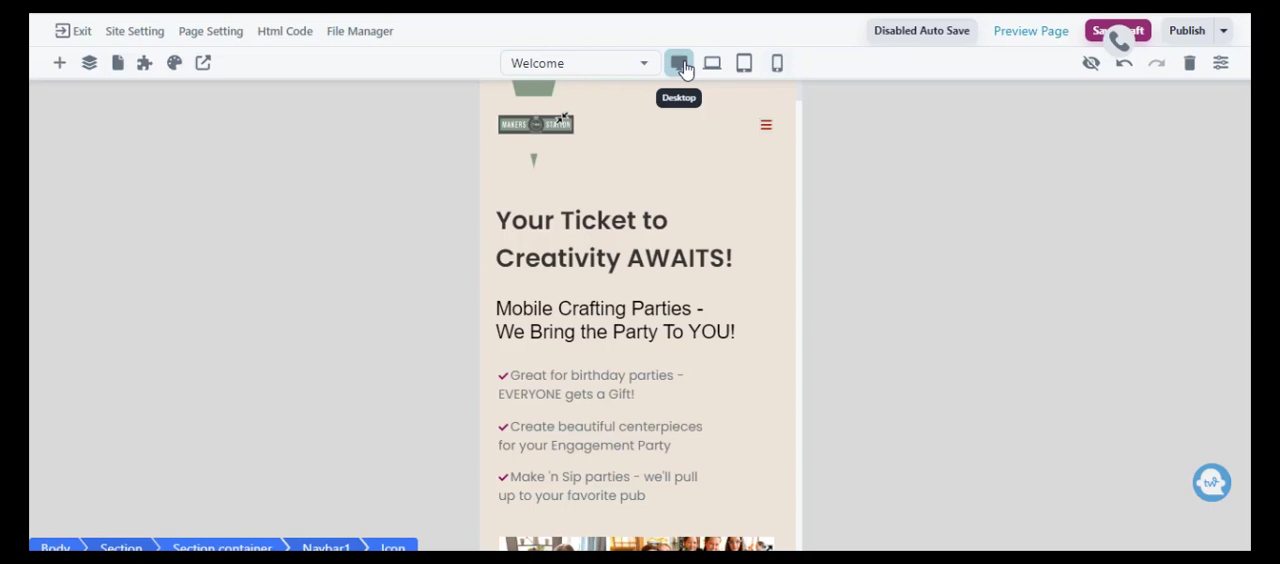 Exit Site Setting Page Setting Html Code File Manager Disabled Auto Save Preview Page Publish
Welcome
Desktop
MAKERS STATION
Your Ticket to
Creativity AWAITS!
Mobile Crafting Parties -
We Bring the Party To YOU!
Great for birthday parties -
EVERYONE gets a Gift!
Create beautiful centerpieces
for your Engagement Party
Make 'n Sip parties - we'll pull
up to your favorite pub
Body Section Section container Navbar1 Icon